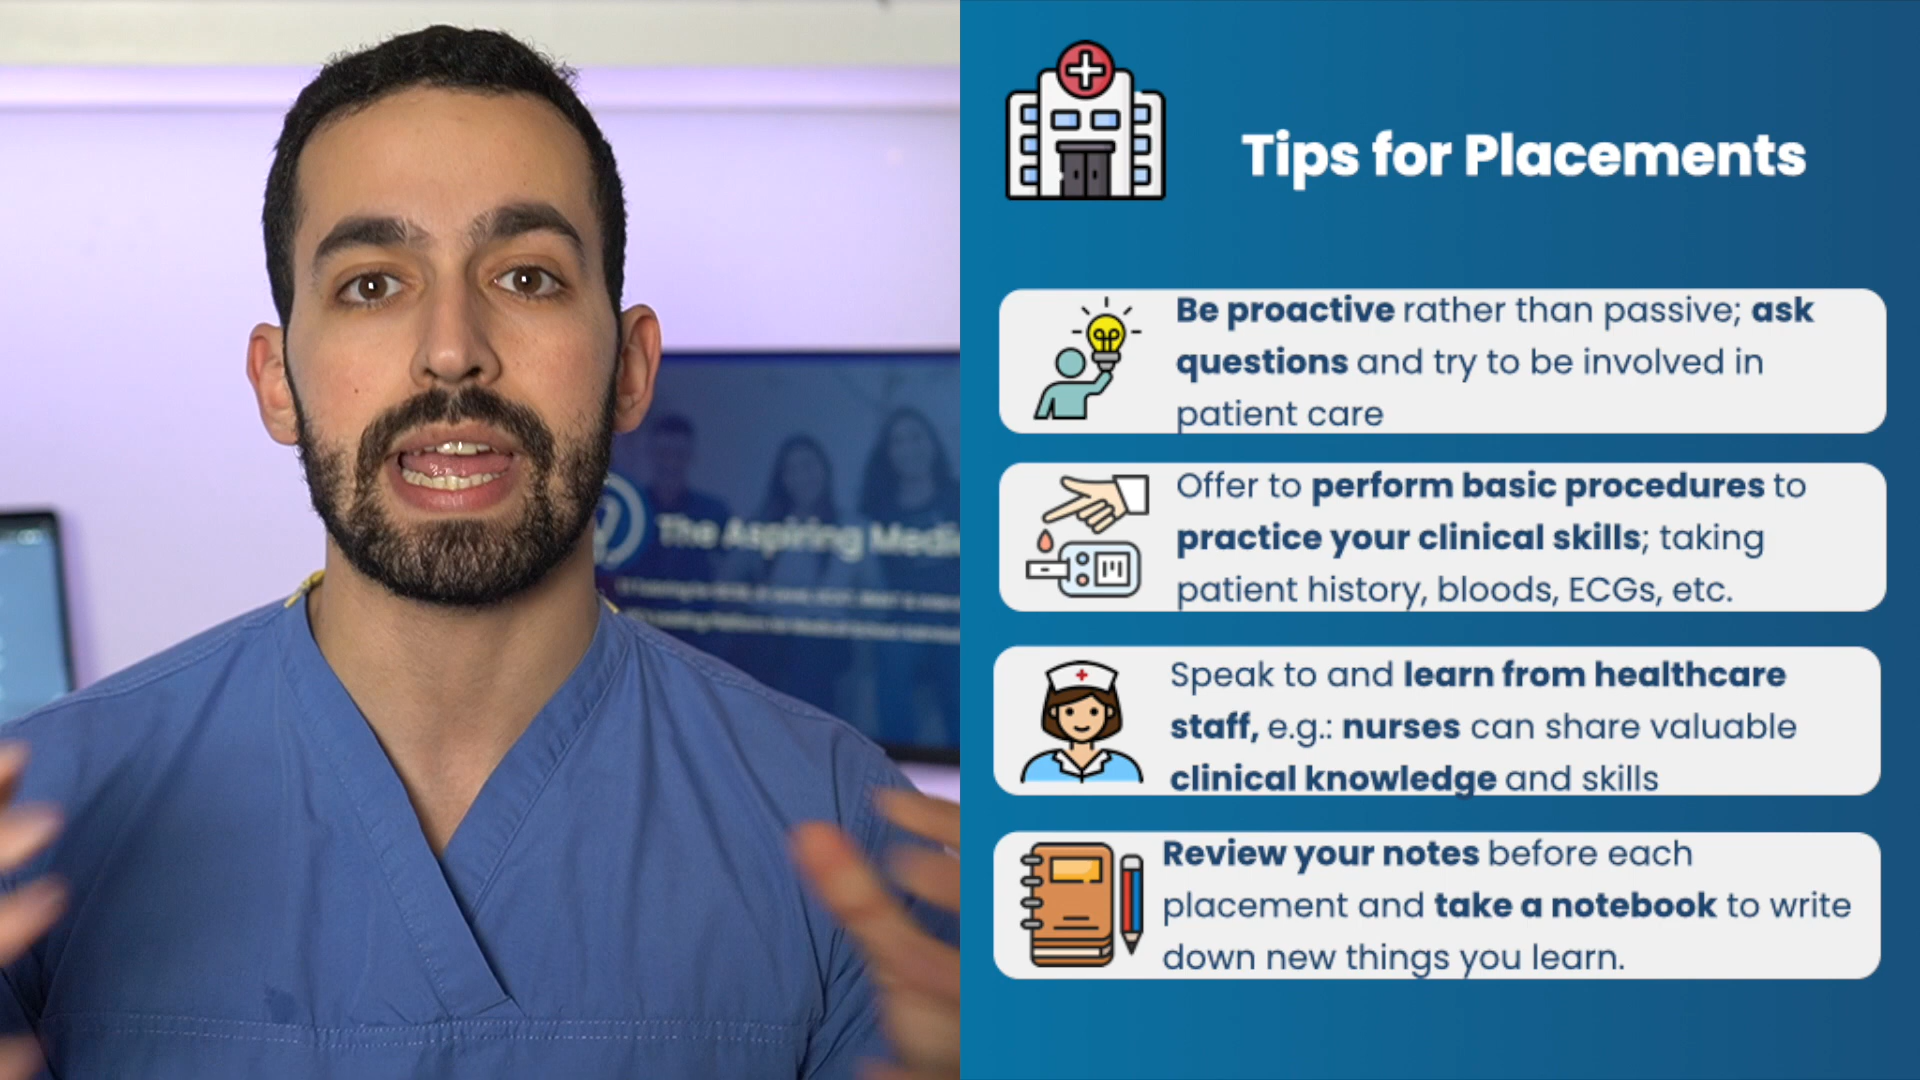 Tips for Placements
Be proactive rather than passive; ask
questions and try to be involved in
patient care
Offer to perform basic procedures to
practice your clinical skills; taking
patient history, bloods, ECGs, etc.
Speak to and learn from healthcare
staff, e.g.: nurses can share valuable
clinical knowledge and skills
Review your notes before each
placement and take a notebook to write
down new things you learn.
The Aspiring Medic